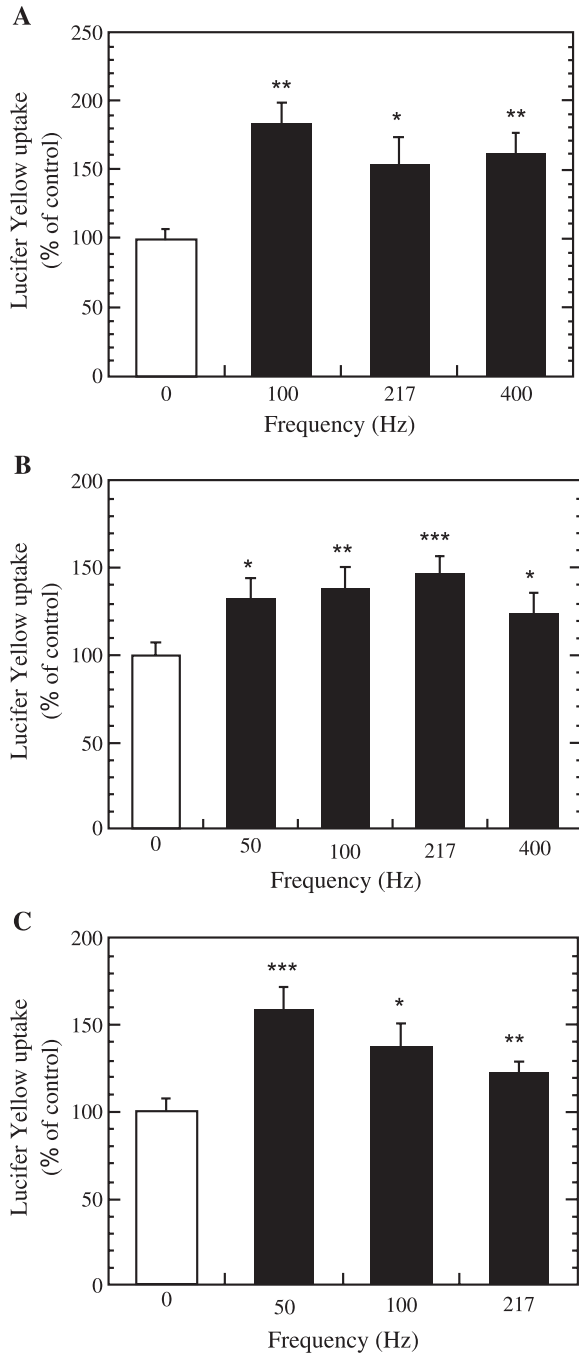 A
Lucifer Yellow uptake
(% of control)
250
200
150
100
50
0
**
*
**
0 100 217 400
Frequency (Hz)
B
Lucifer Yellow uptake
(% of control)
200
150
100
50
0
*
**
***
*
0 50 100 217 400
Frequency (Hz)
C
Lucifer Yellow uptake
(% of control)
200
150
100
50
0
***
*
**
0 50 100 217
Frequency (Hz)